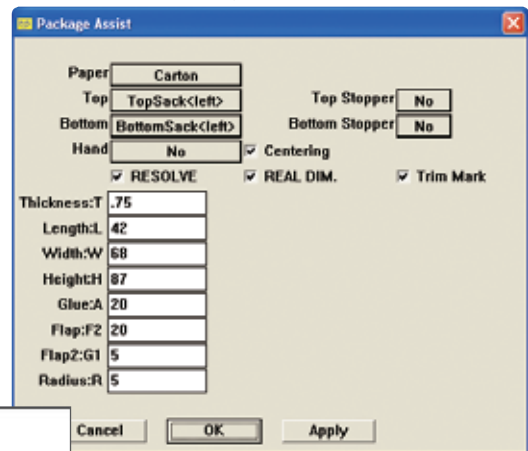 Package Assist
Paper Carton
Top TopSack<left> Top Stopper No
Bottom BottomSack<left> Bottom Stopper No
Hand No Centering
RESOLVE REAL DIM. Trim Mark
Thickness:T .75
Length:L 42
Width:W 68
Height:H 87
Glue:A 20
Flap:F2 20
Flap2:G1 5
Radius:R 5
Cancel OK Apply